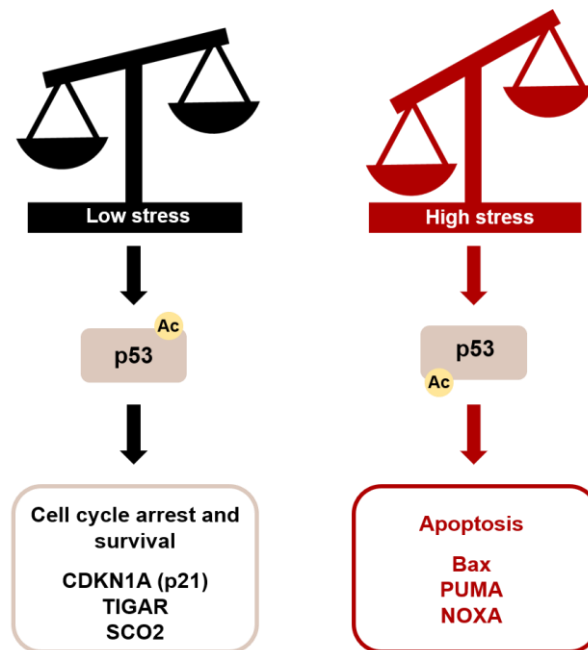 Low stress
High stress
Ac
p53
p53
Ac
Cell cycle arrest and
survival
CDKN1A (p21)
TIGAR
SCO2
Apoptosis
Bax
PUMA
NOXA